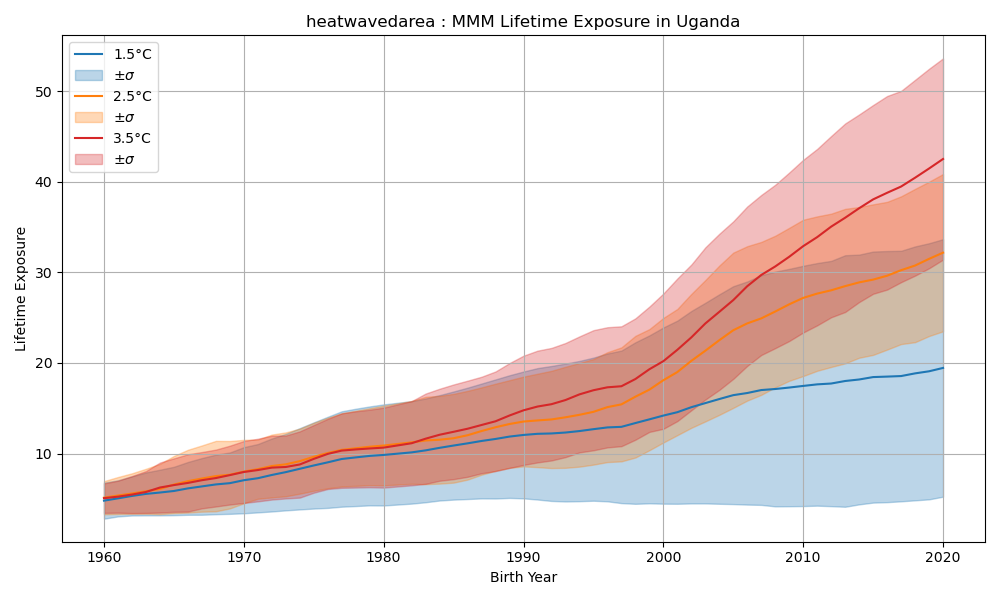 heatwavedarea : MMM Lifetime Exposure in Uganda
1.5°C
±σ
2.5°C
±σ
3.5°C
±σ
Lifetime Exposure
50
40
30
20
10
1960 1970 1980 1990 2000 2010 2020
Birth Year